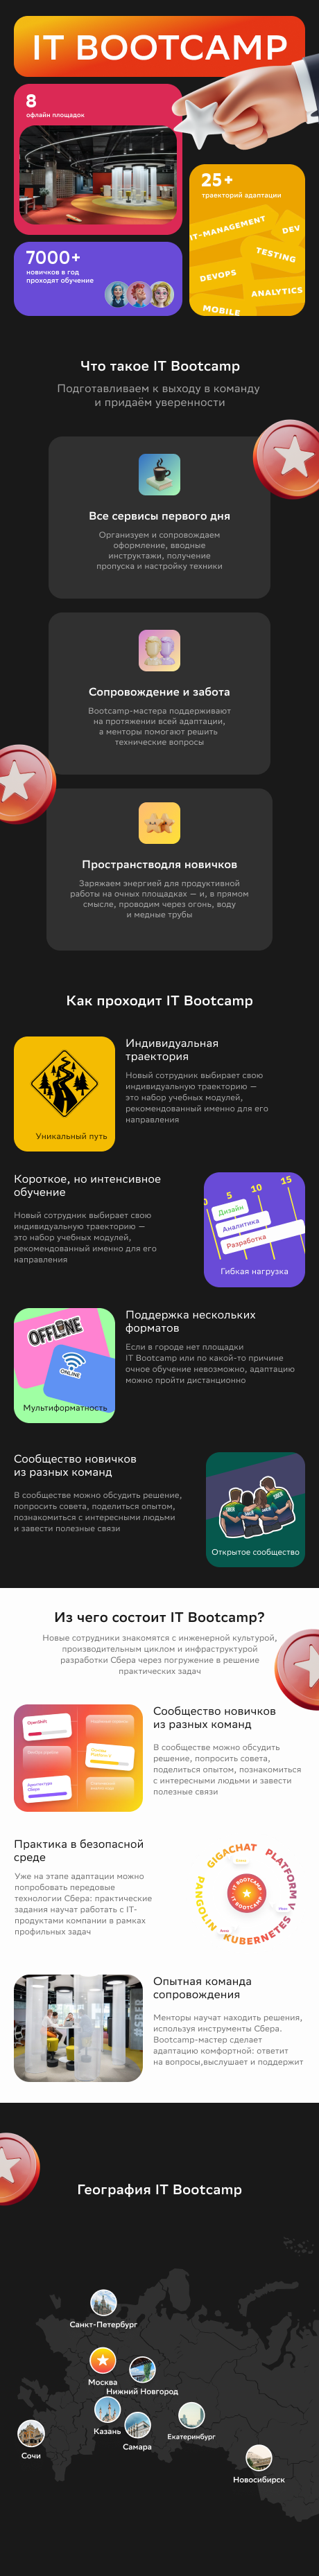 IT BOOTCAMP
8
офлайн площадок
25+
траекторий адаптации
IT-MANAGEMENT
DEV
TESTING
DEVOPS
ANALYTICS
MOBILE
7000+
новичков в год
проходят обучение
Что такое IT Bootcamp
Подготавливаем к выходу в команду
и придаём уверенности
Все сервисы первого дня
Организуем и сопровождаем
оформление, вводные
инструктажи, получение
пропуска и настройку техники
Сопровождение и забота
Bootcamp-мастера поддерживают
на протяжении всей адаптации,
а менторы помогают решить
технические вопросы
Пространстводля новичков
Заряжаем энергией для продуктивной
работы на очных площадках — и, в прямом
смысле, проводим через огонь, воду
и медные трубы
Как проходит IT Bootcamp
Уникальный путь
Индивидуальная
траектория
Новый сотрудник выбирает свою
индивидуальную траекторию —
это набор учебных модулей,
рекомендованный именно для его
направления
Короткое, но интенсивное
обучение
Новый сотрудник выбирает свою
индивидуальную траекторию —
это набор учебных модулей,
рекомендованный именно для его
направления
0 5 10 15
Дизайн
Аналитика
Разработка
Гибкая нагрузка
OFFLINE
ONLINE
Мультиформатность
Поддержка нескольких
форматов
Если в городе нет площадки
IT Bootcamp или по какой-то причине
очное обучение невозможно, адаптацию
можно пройти дистанционно
Сообщество новичков
из разных команд
В сообществе можно обсудить решение,
попросить совета, поделиться опытом,
познакомиться с интересными людьми
и завести полезные связи
Открытое сообщество
Из чего состоит IT Bootcamp?
Новые сотрудники знакомятся с инженерной культурой,
производительным циклом и инфраструктурой
разработки Сбера через погружение в решение
практических задач
OpenShift
Архитектура
Сбера
Сообщество новичков
из разных команд
В сообществе можно обсудить
решение, попросить совета,
поделиться опытом, познакомиться
с интересными людьми и завести
полезные связи
Практика в безопасной
среде
Уже на этапе адаптации можно
попробовать передовые
технологии Сбера: практические
задания научат работать с IT-
продуктами компании в рамках
профильных задач
GIGACHAT
PLATFORM V
KUBERNETES
PANGOLIN
IT BOOTCAMP
IT BOOTCAMP
Опытная команда
сопровождения
Менторы научат находить решения,
используя инструменты Сбера.
Bootcamp-мастер сделает
адаптацию комфортной: ответит
на вопросы,выслушает и поддержит
География IT Bootcamp
Санкт-Петербург
Москва
Нижний Новгород
Казань
Самара
Екатеринбург
Сочи
Новосибирск